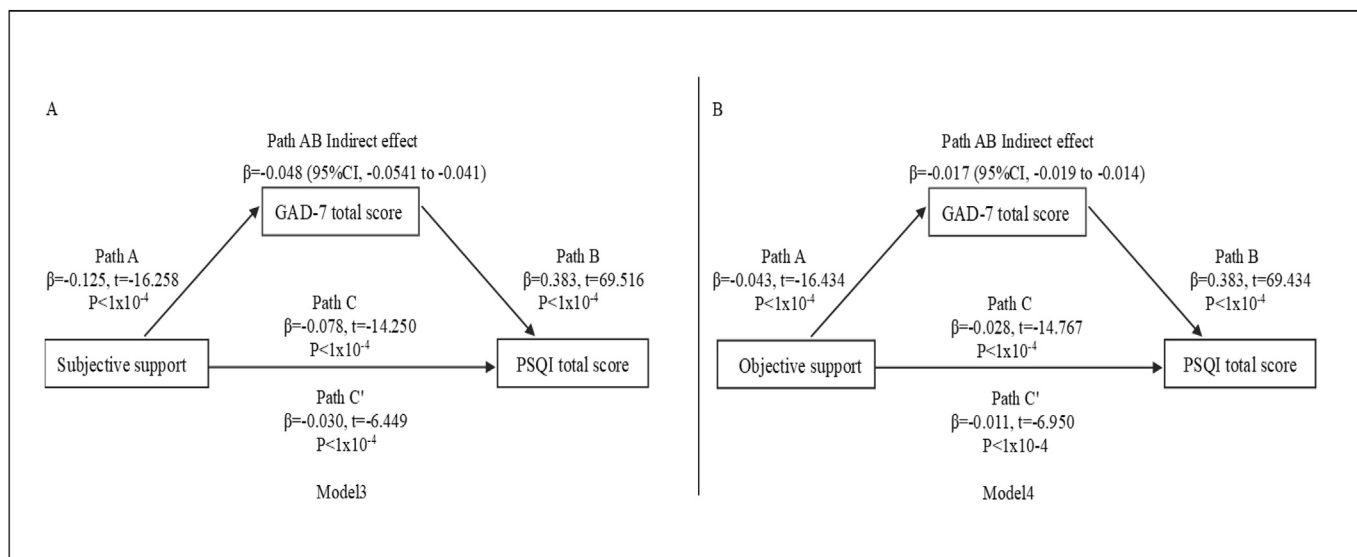 A
Path AB Indirect effect
β=-0.048 (95%CI, -0.0541 to -0.041)
GAD-7 total score
Path A
β=-0.125, t=-16.258
P<1x10⁻⁴
Path B
β=0.383, t=69.516
P<1x10⁻⁴
Path C
β=-0.078, t=-14.250
P<1x10⁻⁴
Subjective support
PSQI total score
Path C'
β=-0.030, t=-6.449
P<1x10⁻⁴
Model3
B
Path AB Indirect effect
β=-0.017 (95%CI, -0.019 to -0.014)
GAD-7 total score
Path A
β=-0.043, t=-16.434
P<1x10⁻⁴
Path B
β=0.383, t=69.434
P<1x10⁻⁴
Path C
β=-0.028, t=-14.767
P<1x10⁻⁴
Objective support
PSQI total score
Path C'
β=-0.011, t=-6.950
P<1x10-4
Model4